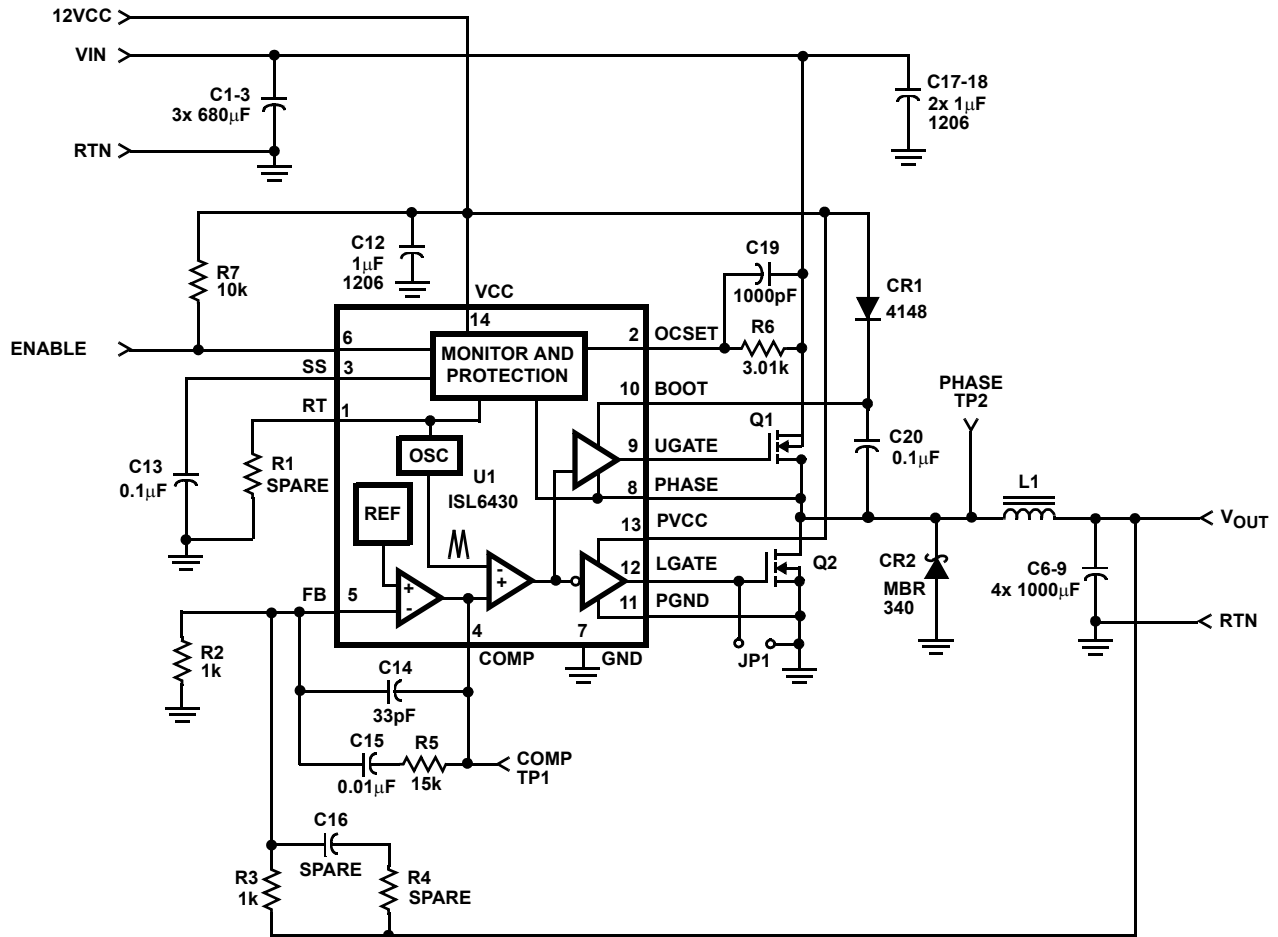 12VCC
VIN
C1-3
3x 680µF
RTN
C17-18
2x 1µF
1206
R7
10k
C12
1µF
1206
VCC
14
C19
1000pF
CR1
4148
ENABLE
6
MONITOR AND
PROTECTION
2
OCSET
R6
3.01k
SS
3
10
BOOT
PHASE
TP2
RT
1
Q1
OSC
9
UGATE
C20
0.1µF
C13
0.1µF
R1
SPARE
U1
ISL6430
8
PHASE
L1
REF
13
PVCC
VOUT
12
LGATE
Q2
CR2
MBR
340
C6-9
4x 1000µF
+
-
-
+
FB
5
11
PGND
RTN
4
COMP
7
GND
JP1
R2
1k
C14
33pF
C15
0.01µF
R5
15k
COMP
TP1
C16
SPARE
R3
1k
R4
SPARE